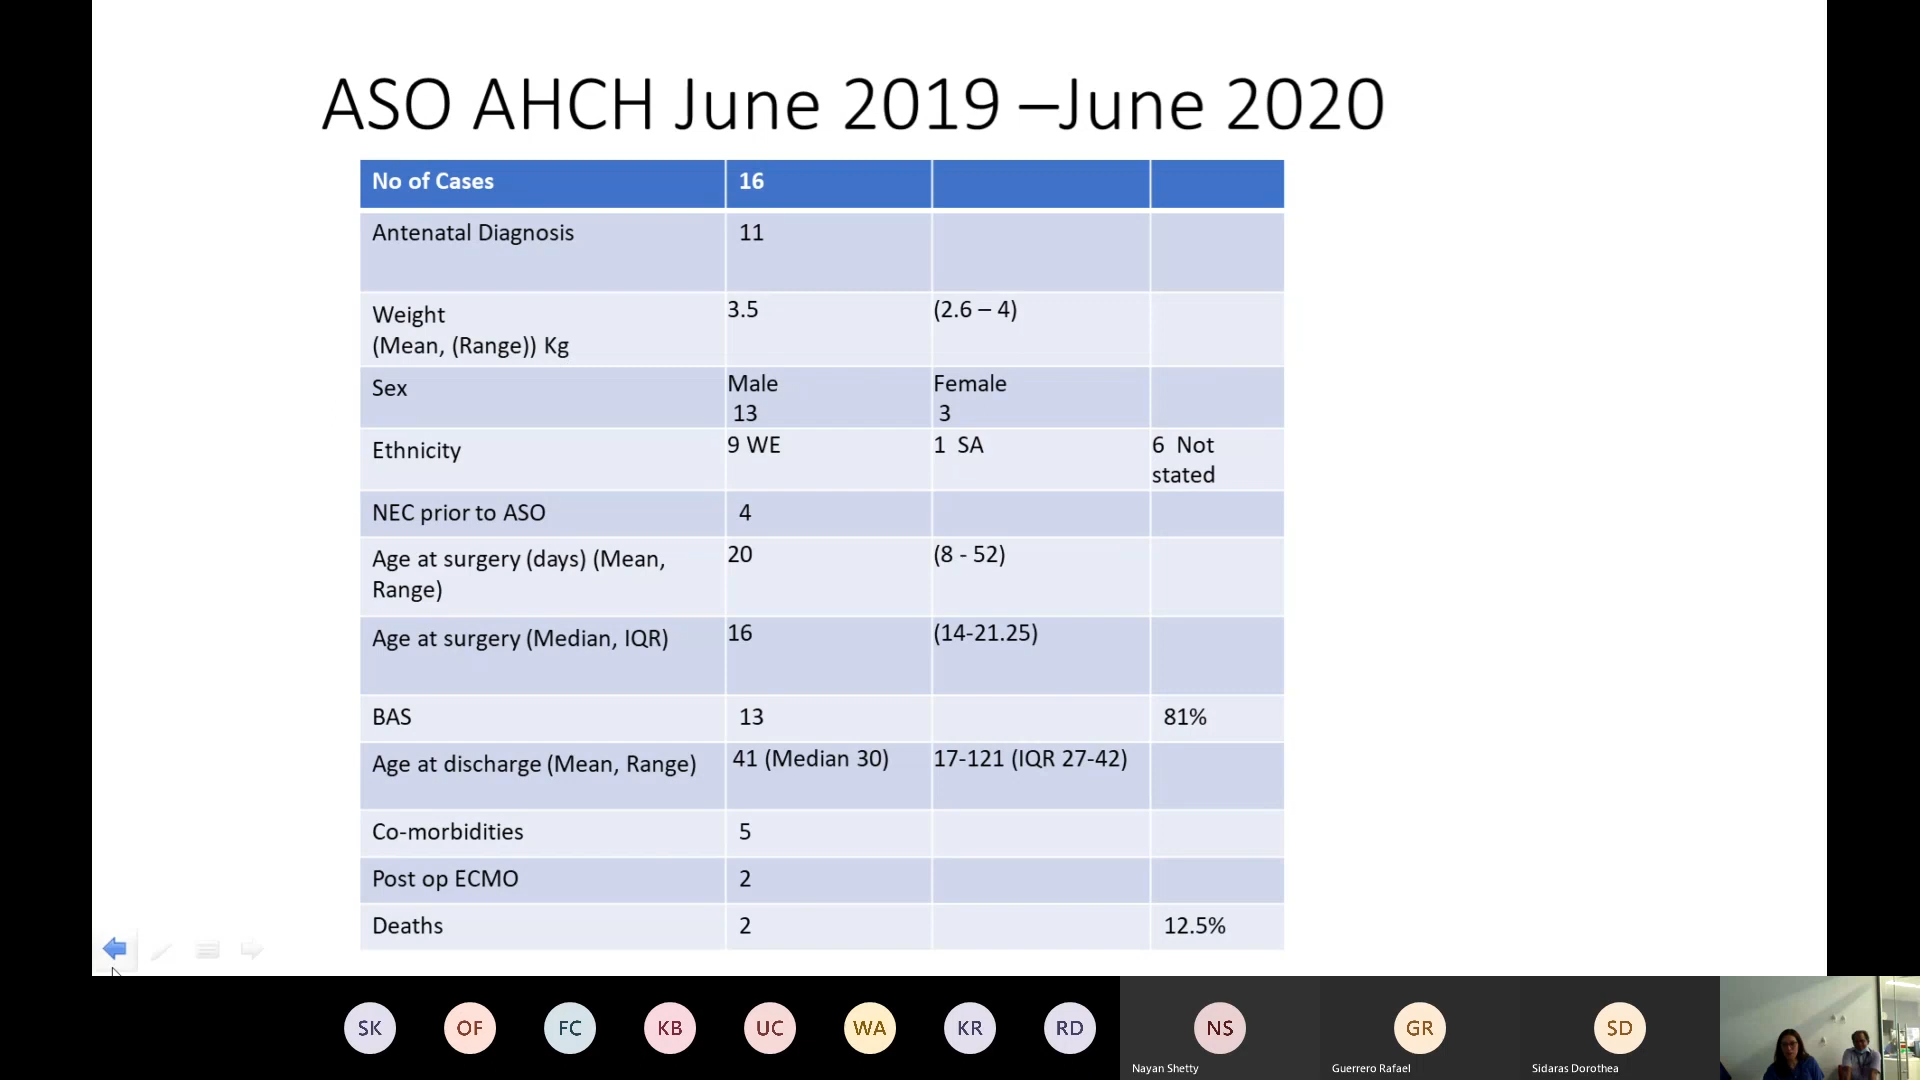 ASO AHCH June 2019 –June 2020
No of Cases 16
Antenatal Diagnosis 11
Weight
(Mean, (Range)) Kg 3.5 (2.6 – 4)
Sex Male 13 Female 3
Ethnicity 9 WE 1 SA 6 Not stated
NEC prior to ASO 4
Age at surgery (days) (Mean,
Range) 20 (8 - 52)
Age at surgery (Median, IQR) 16 (14-21.25)
BAS 13 81%
Age at discharge (Mean, Range) 41 (Median 30) 17-121 (IQR 27-42)
Co-morbidities 5
Post op ECMO 2
Deaths 2 12.5%
SK OF FC KB UC WA KR RD NS GR SD
Nayan Shetty Guerrero Rafael Sidaras Dorothea